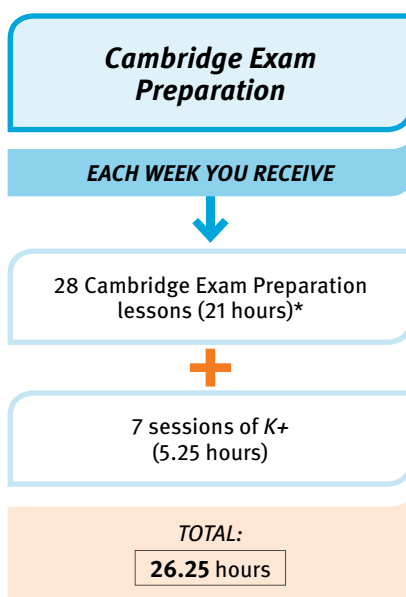 Cambridge Exam
Preparation
EACH WEEK YOU RECEIVE
28 Cambridge Exam Preparation
lessons (21 hours)*
+
7 sessions of K+
(5.25 hours)
TOTAL:
26.25 hours